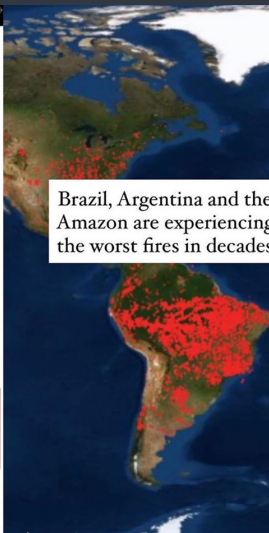 Brazil, Argentina and the
Amazon are experiencing
the worst fires in decades